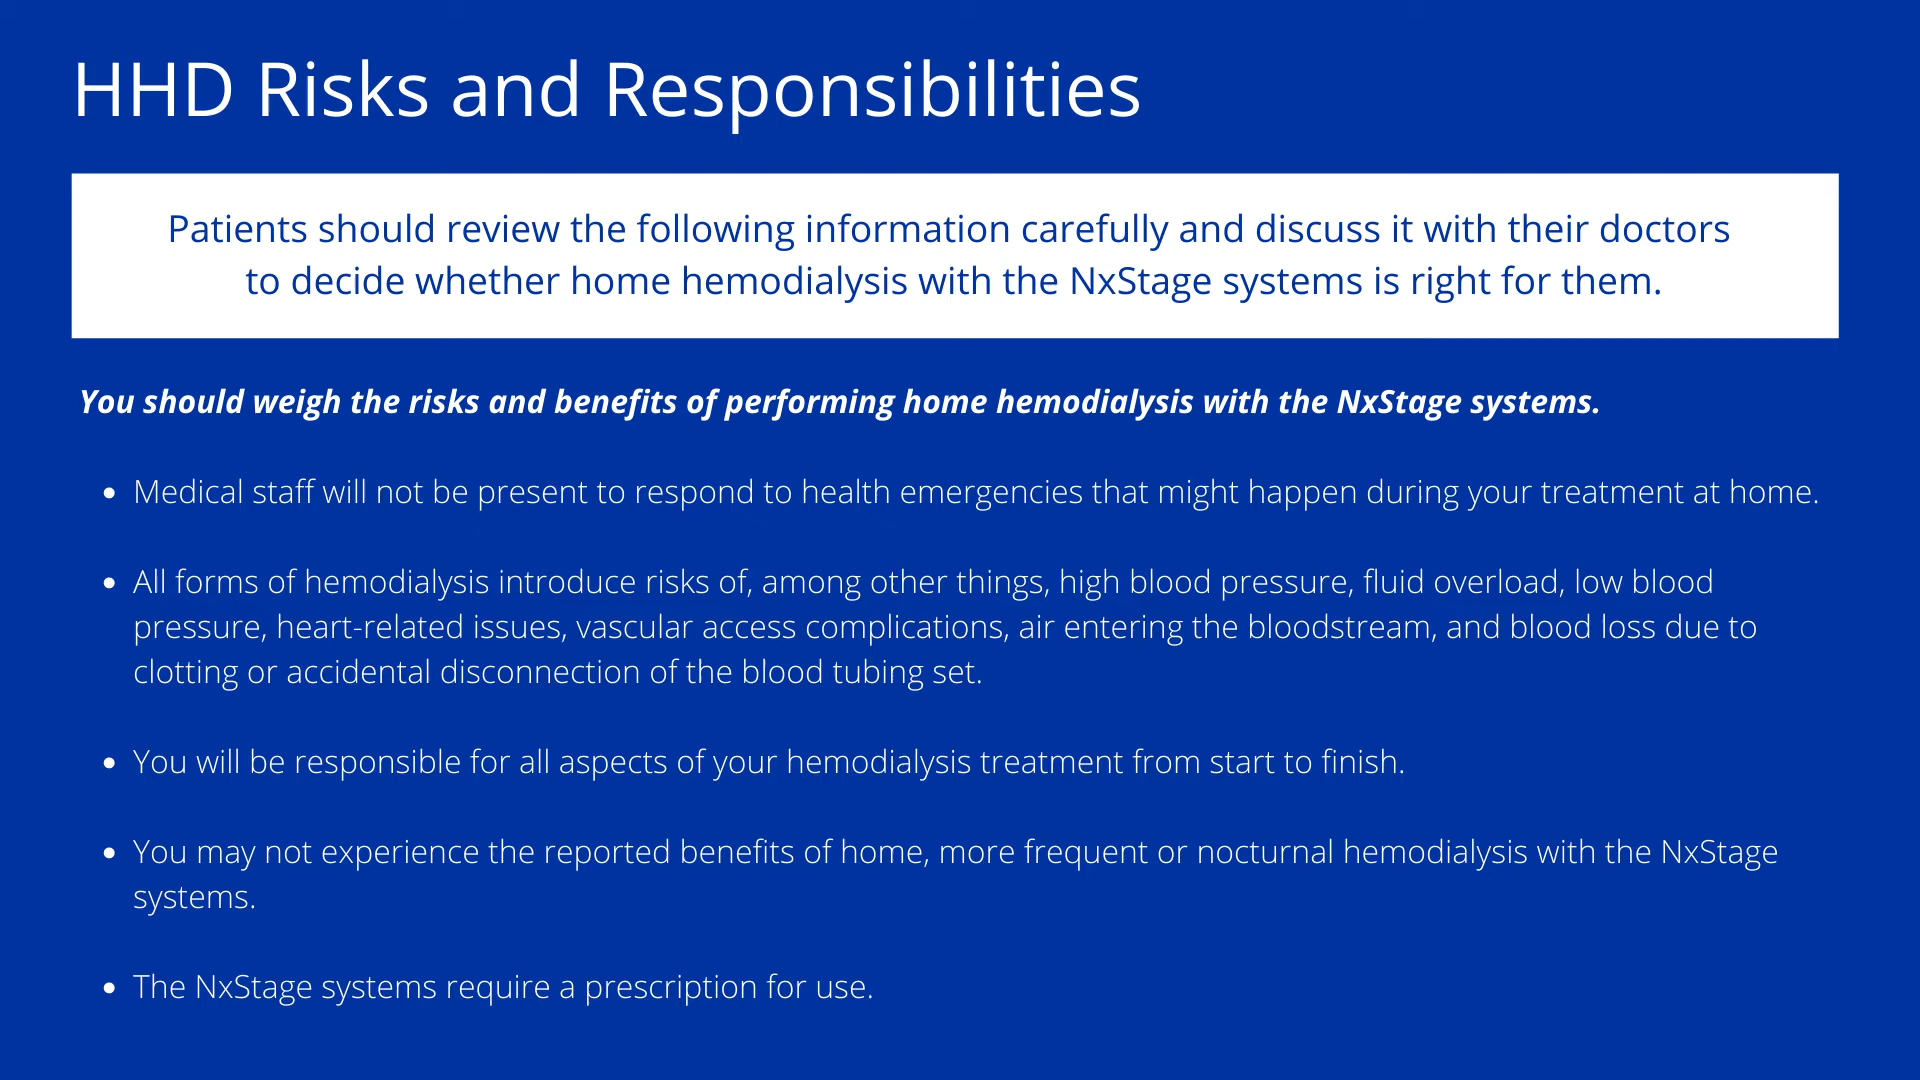 HHD Risks and Responsibilities
Patients should review the following information carefully and discuss it with their doctors
to decide whether home hemodialysis with the NxStage systems is right for them.
You should weigh the risks and benefits of performing home hemodialysis with the NxStage systems.
• Medical staff will not be present to respond to health emergencies that might happen during your treatment at home.
• All forms of hemodialysis introduce risks of, among other things, high blood pressure, fluid overload, low blood
pressure, heart-related issues, vascular access complications, air entering the bloodstream, and blood loss due to
clotting or accidental disconnection of the blood tubing set.
• You will be responsible for all aspects of your hemodialysis treatment from start to finish.
• You may not experience the reported benefits of home, more frequent or nocturnal hemodialysis with the NxStage
systems.
• The NxStage systems require a prescription for use.